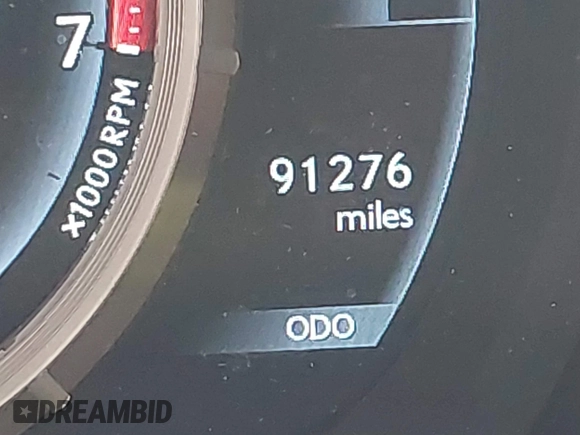 7
x1000RPM
91276
miles
ODO
DREAMBID